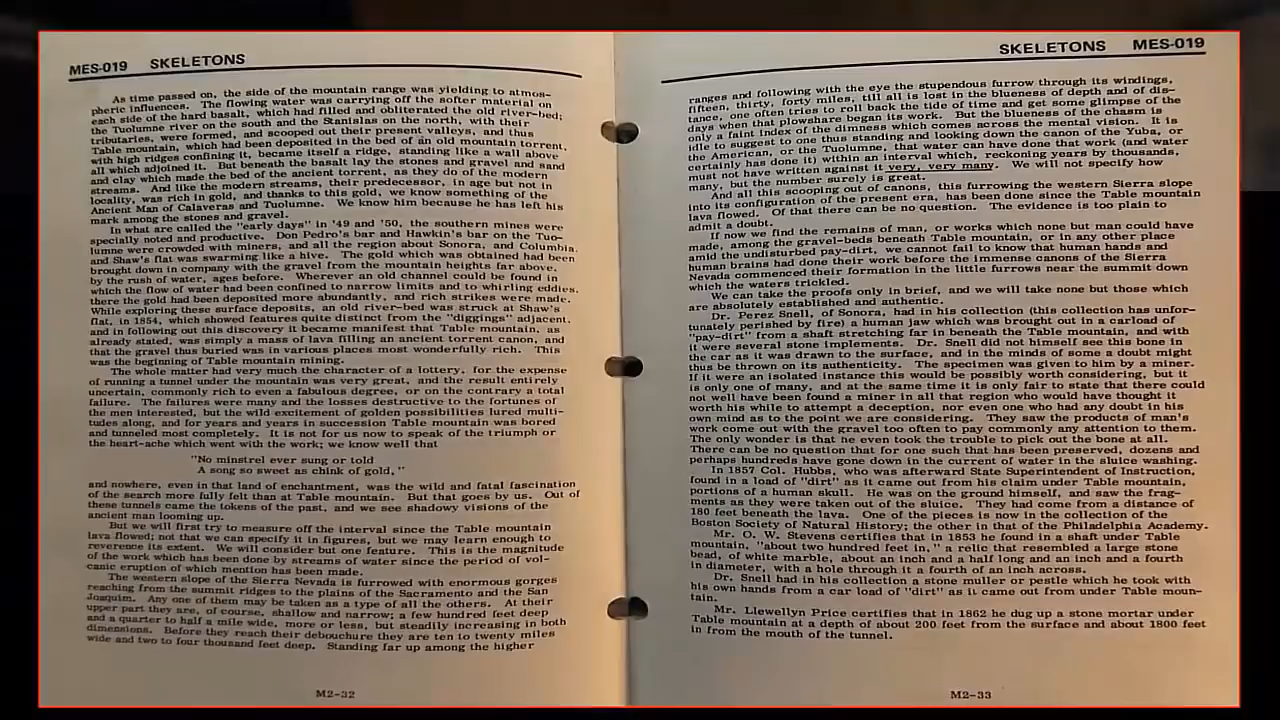 MES-019 SKELETONS
As time passed on, the side of the mountain range was yielding to atmos-
pheric influences. The flowing water was carrying off the softer material on
each side of the hard basalt, which had filled and obliterated the old river-bed;
the Tuolumne river on the south and the Stanislas on the north, with their
tributaries, were formed, and scooped out their present valleys, and thus
Table mountain, which had been deposited in the bed of an old mountain torrent,
with high ridges confining it, became itself a ridge, standing like a wall above
all which adjoined it. But beneath the basalt lay the stones and gravel and sand
and clay which made the bed of the ancient torrent, as they do of the modern
streams. And like the modern streams, their predecessor, in age but not in
locality, was rich in gold, and thanks to this gold, we know something of the
Ancient Man of Calaveras and Tuolumne. We know him because he has left his
mark among the stones and gravel.
In what are called the "early days" in '49 and '50, the southern mines were
specially noted and productive. Don Pedro's bar and Hawkin's bar on the Tuo-
lumne were crowded with miners, and all the region about Sonora, and Columbia,
and Shaw's flat was swarming like a hive. The gold which was obtained had been
brought down in company with the gravel from the mountain heights far above,
by the rush of water, ages before. Wherever an old channel could be found in
which the flow of water had been confined to narrow limits and to whirling eddies,
there the gold had been deposited more abundantly, and rich strikes were made.
While exploring these surface deposits, an old river-bed was struck at Shaw's
flat, in 1854, which showed features quite distinct from the "diggings" adjacent,
and in following out this discovery it became manifest that Table mountain, as
already stated, was simply a mass of lava filling an ancient torrent canon, and
that the gravel thus buried was in various places most wonderfully rich. This
was the beginning of Table mountain mining.
The whole matter had very much the character of a lottery, for the expense
of running a tunnel under the mountain was very great, and the result entirely
uncertain, commonly rich to even a fabulous degree, or on the contrary a total
failure. The failures were many and the losses destructive to the fortunes of
the men interested, but the wild excitement of golden possibilities lured multi-
tudes along, and for years and years in succession Table mountain was bored
and tunneled most completely. It is not for us now to speak of the triumph or
the heart-ache which went with the work; we know well that
"No minstrel ever sung or told
A song so sweet as chink of gold, "
and nowhere, even in that land of enchantment, was the wild and fatal fascination
of the search more fully felt than at Table mountain. But that goes by us. Out of
these tunnels came the tokens of the past, and we see shadowy visions of the
ancient man looming up.
But we will first try to measure off the interval since the Table mountain
lava flowed; not that we can specify it in figures, but we may learn enough to
reverence its extent. We will consider but one feature. This is the magnitude
of the work which has been done by streams of water since the period of vol-
canic eruption of which mention has been made.
The western slope of the Sierra Nevada is furrowed with enormous gorges
reaching from the summit ridges to the plains of the Sacramento and the San
Joaquim. Any one of them may be taken as a type of all the others. At their
upper part they are, of course, shallow and narrow; a few hundred feet deep
and a quarter to half a mile wide, more or less, but steadily increasing in both
dimensions. Before they reach their debouchure they are ten to twenty miles
wide and two to four thousand feet deep. Standing far up among the higher
M2-32
SKELETONS MES-019
ranges and following with the eye the stupendous furrow through its windings,
fifteen, thirty, forty miles, till all is lost in the blueness of depth and of dis-
tance, one often tries to roll back the tide of time and get some glimpse of the
days when that plowshare began its work. But the blueness of the chasm is
only a faint index of the dimness which comes across the mental vision. It is
idle to suggest to one thus standing and looking down the canon of the Yuba, or
the American, or the Tuolumne, that water can have done that work (and water
certainly has done it) within an interval which, reckoning years by thousands,
must not have written against it very, very many. We will not specify how
many, but the number surely is great.
And all this scooping out of canons, this furrowing the western Sierra slope
into its configuration of the present era, has been done since the Table mountain
lava flowed. Of that there can be no question. The evidence is too plain to
admit a doubt.
If now we find the remains of man, or works which none but man could have
made, among the gravel-beds beneath Table mountain, or in any other place
amid the undisturbed pay-dirt, we cannot fail to know that human hands and
human brains had done their work before the immense canons of the Sierra
Nevada commenced their formation in the little furrows near the summit down
which the waters trickled.
We can take the proofs only in brief, and we will take none but those which
are absolutely established and authentic.
Dr. Perez Snell, of Sonora, had in his collection (this collection has unfor-
tunately perished by fire) a human jaw which was brought out in a carload of
"pay-dirt" from a shaft stretching far in beneath the Table mountain, and with
it were several stone implements. Dr. Snell did not himself see this bone in
the car as it was drawn to the surface, and in the minds of some a doubt might
thus be thrown on its authenticity. The specimen was given to him by a miner.
If it were an isolated instance this would be possibly worth considering, but it
is only one of many, and at the same time it is only fair to state that there could
not well have been found a miner in all that region who would have thought it
worth his while to attempt a deception, nor even one who had any doubt in his
own mind as to the point we are considering. They saw the products of man's
work come out with the gravel too often to pay commonly any attention to them.
The only wonder is that he even took the trouble to pick out the bone at all.
There can be no question that for one such that has been preserved, dozens and
perhaps hundreds have gone down in the current of water in the sluice washing.
In 1857 Col. Hubbs, who was afterward State Superintendent of Instruction,
found in a load of "dirt" as it came out from his claim under Table mountain,
portions of a human skull. He was on the ground himself, and saw the frag-
ments as they were taken out of the sluice. They had come from a distance of
180 feet beneath the lava. One of the pieces is now in the collection of the
Boston Society of Natural History; the other in that of the Philadelphia Academy.
Mr. O. W. Stevens certifies that in 1853 he found in a shaft under Table
mountain, "about two hundred feet in, " a relic that resembled a large stone
bead, of white marble, about an inch and a half long and an inch and a fourth
in diameter, with a hole through it a fourth of an inch across.
Dr. Snell had in his collection a stone muller or pestle which he took with
his own hands from a car load of "dirt" as it came out from under Table moun-
tain.
Mr. Llewellyn Price certifies that in 1862 he dug up a stone mortar under
Table mountain at a depth of about 200 feet from the surface and about 1800 feet
in from the mouth of the tunnel.
M2-33